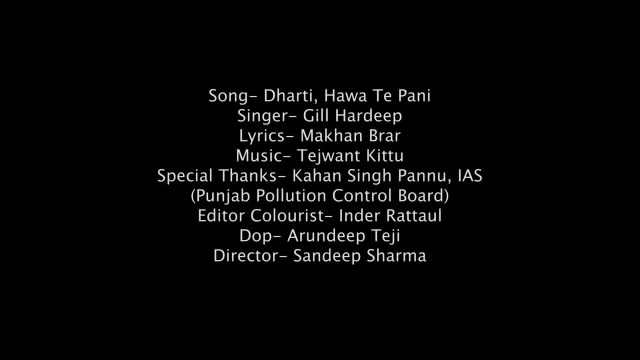 Song- Dharti, Hawa Te Pani
Singer- Gill Hardeep
Lyrics- Makhan Brar
Music- Tejwant Kittu
Special Thanks- Kahan Singh Pannu, IAS
(Punjab Pollution Control Board)
Editor Colourist- Inder Rattaul
Dop- Arundeep Teji
Director- Sandeep Sharma